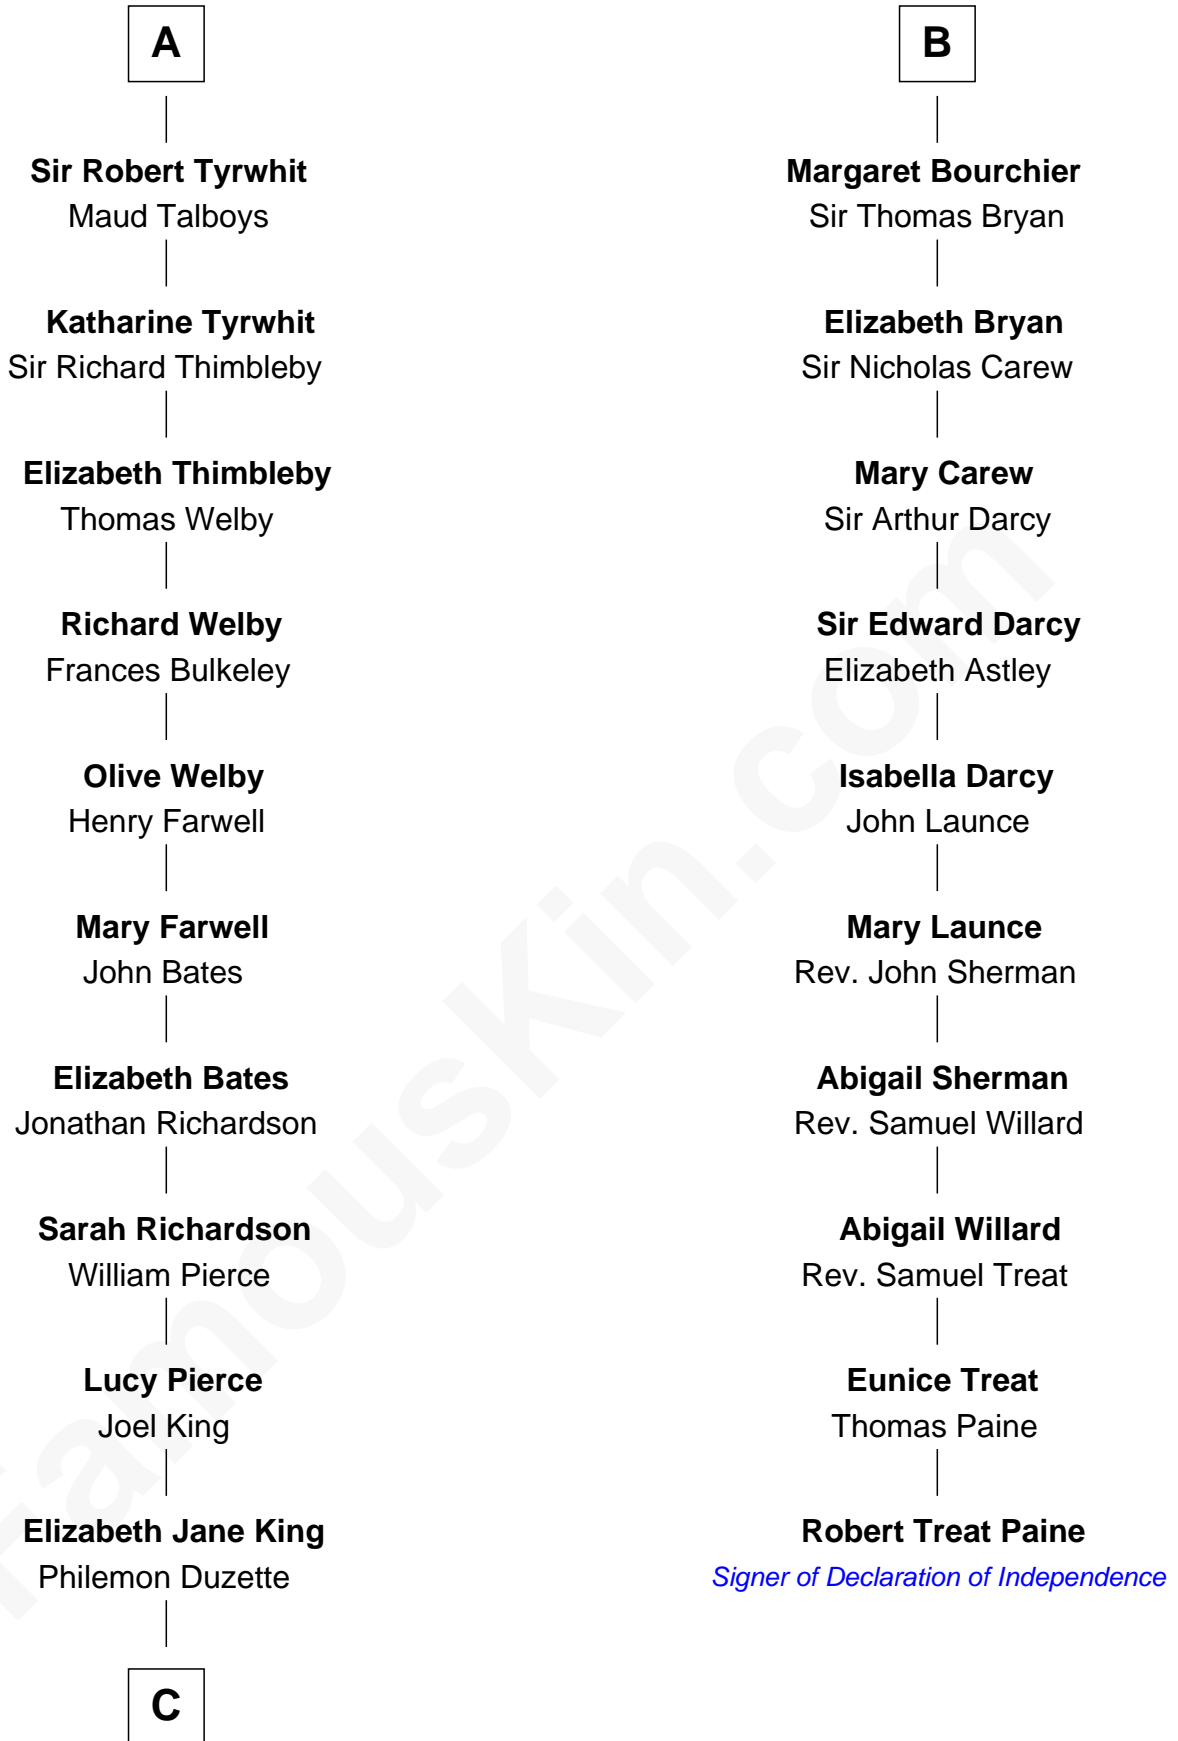 A
Sir Robert Tyrwhit
Maud Talboys
Katharine Tyrwhit
Sir Richard Thimbleby
Elizabeth Thimbleby
Thomas Welby
Richard Welby
Frances Bulkeley
Olive Welby
Henry Farwell
Mary Farwell
John Bates
Elizabeth Bates
Jonathan Richardson
Sarah Richardson
William Pierce
Lucy Pierce
Joel King
Elizabeth Jane King
Philemon Duzette
C
B
Margaret Bourchier
Sir Thomas Bryan
Elizabeth Bryan
Sir Nicholas Carew
Mary Carew
Sir Arthur Darcy
Sir Edward Darcy
Elizabeth Astley
Isabella Darcy
John Launce
Mary Launce
Rev. John Sherman
Abigail Sherman
Rev. Samuel Willard
Abigail Willard
Rev. Samuel Treat
Eunice Treat
Thomas Paine
Robert Treat Paine
Signer of Declaration of Independence
FamousKin.com